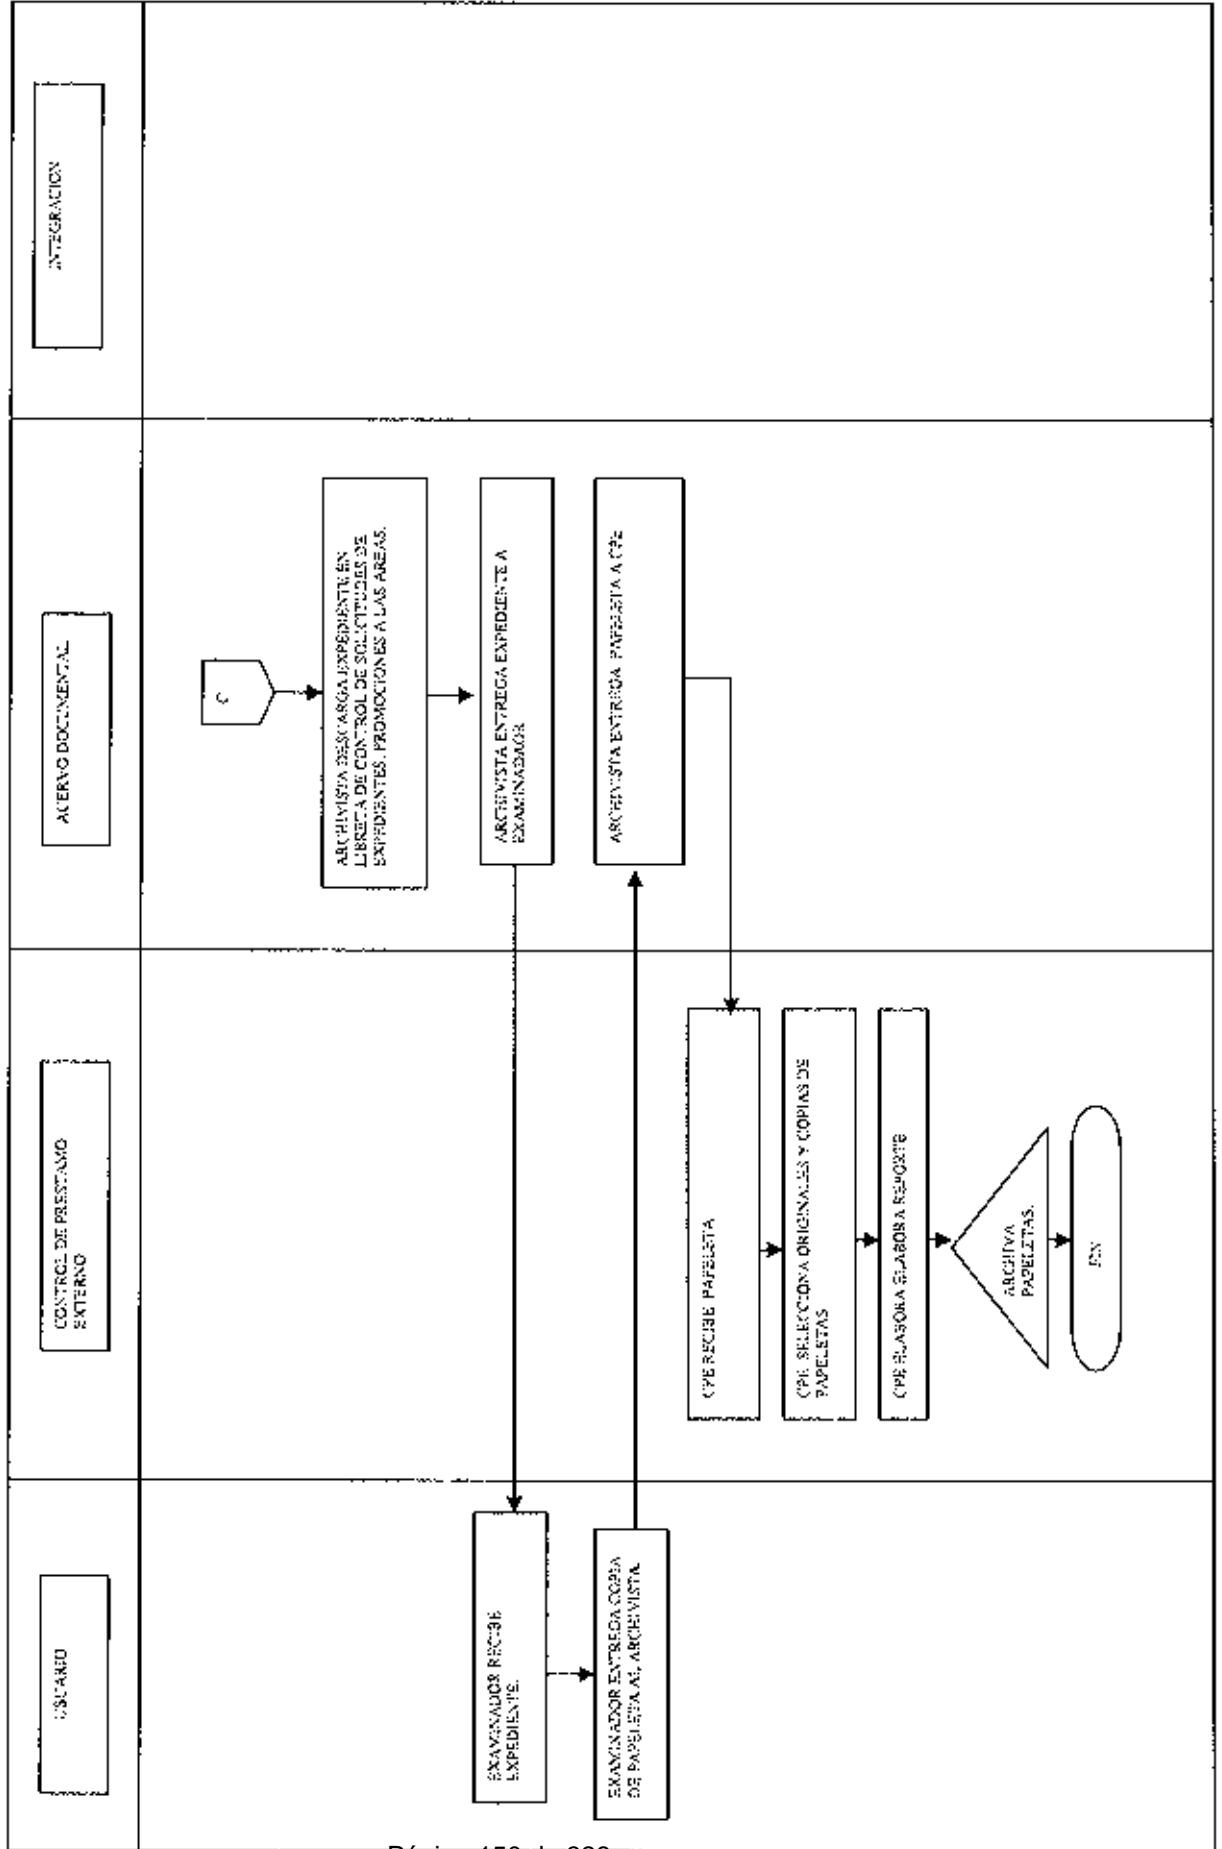 USUARIO
CONTROL DE PRESTAMO
EXTERNO
ACERVO DOCUMENTAL
INTEGRACION
C
ARCHIVISTA DESCARGA EXPEDIENTE EN
LIBRETA DE CONTROL DE SOLICITUDES DE
EXPEDIENTES, PROMOCIONES A LAS AREAS.
ARCHIVISTA ENTREGA EXPEDIENTE A
EXAMINADAOR
EXAMINADOR RECIBE
EXPEDIENTE.
EXAMINADOR ENTREGA COPIA
DE PAPELETA AL ARCHIVISTA.
ARCHIVISTA ENTREGA PAPELETA A CPE
CPE RECIBE PAPELETA
CPE SELECCIONA ORIGINALES Y COPIAS DE
PAPELETAS
CPE ELABORA REPORTE
ARCHIVA
PAPELETAS.
FIN